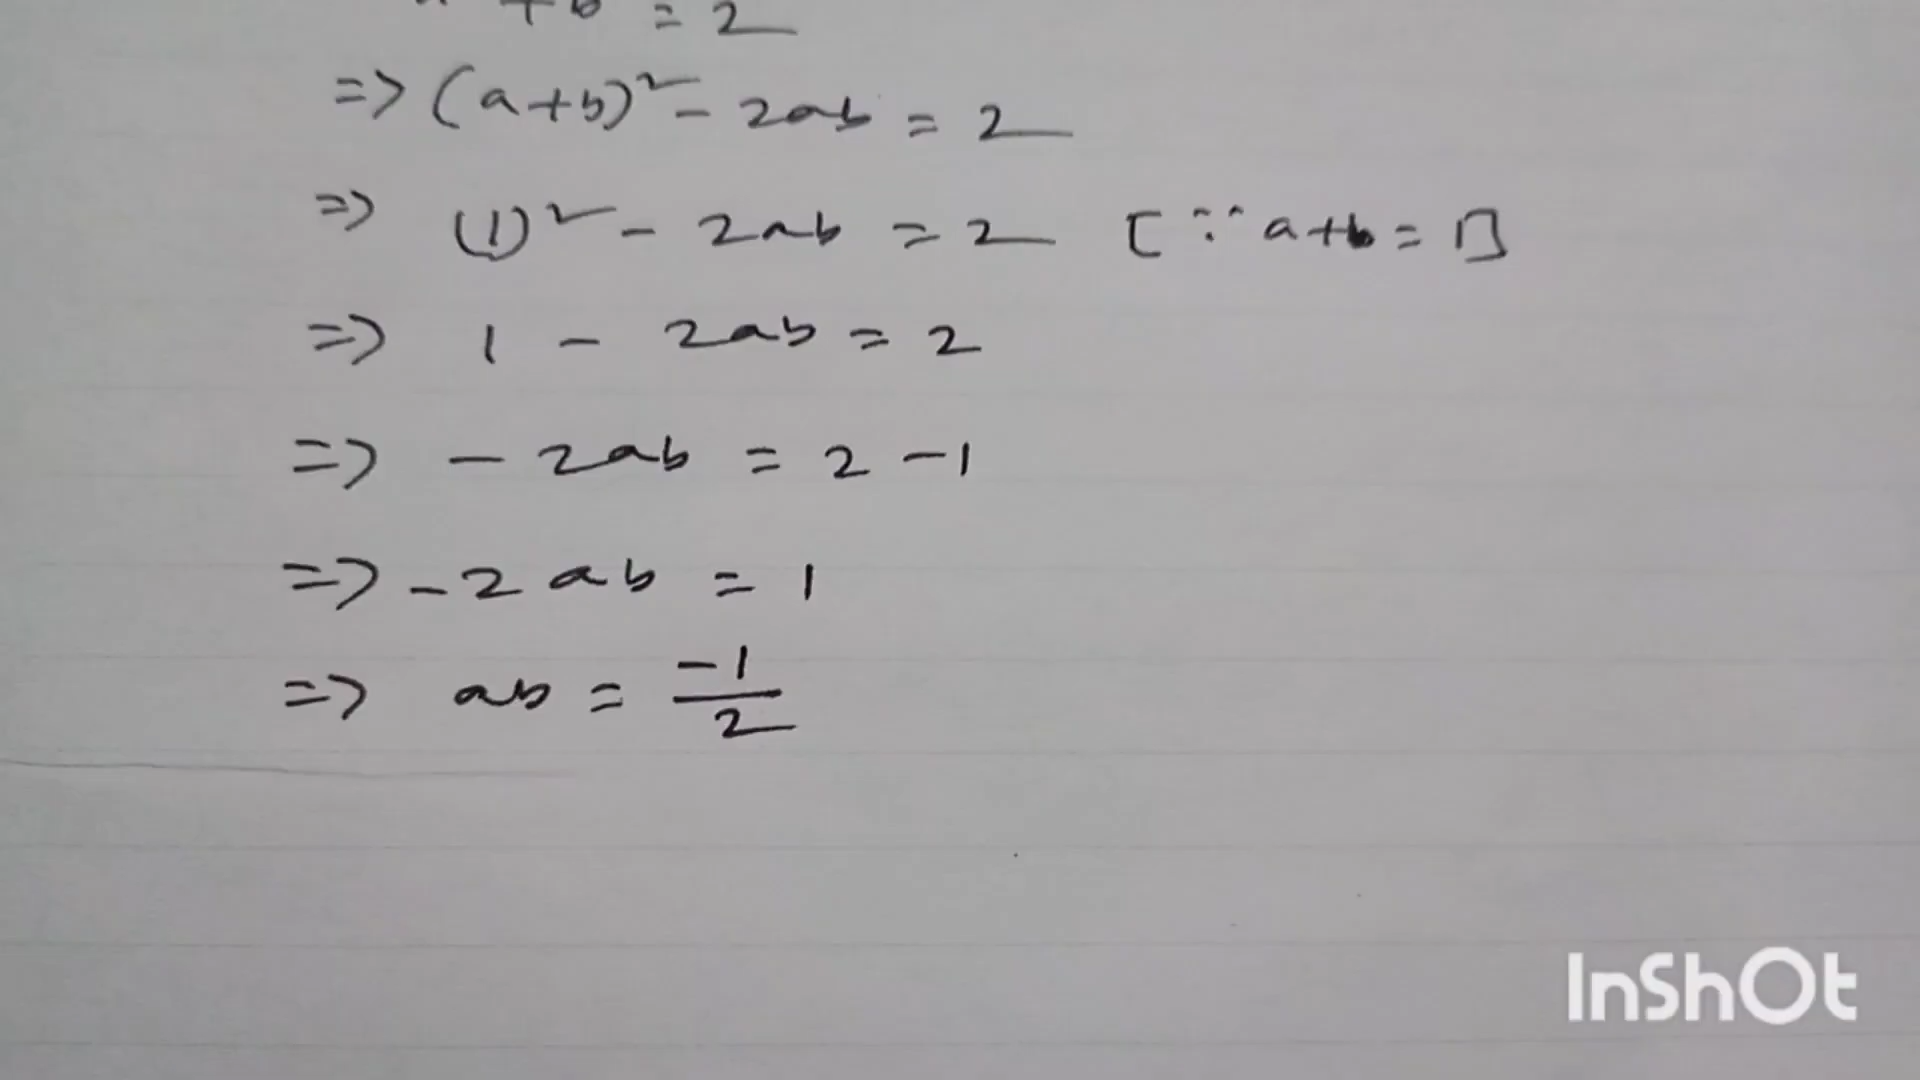 + b = 2
=> (a+b)² - 2ab = 2
=> (1)² - 2ab = 2 [∵ a+b = 1]
=> 1 - 2ab = 2
=> - 2ab = 2 - 1
=> - 2ab = 1
=> ab = -1/2
InShOt